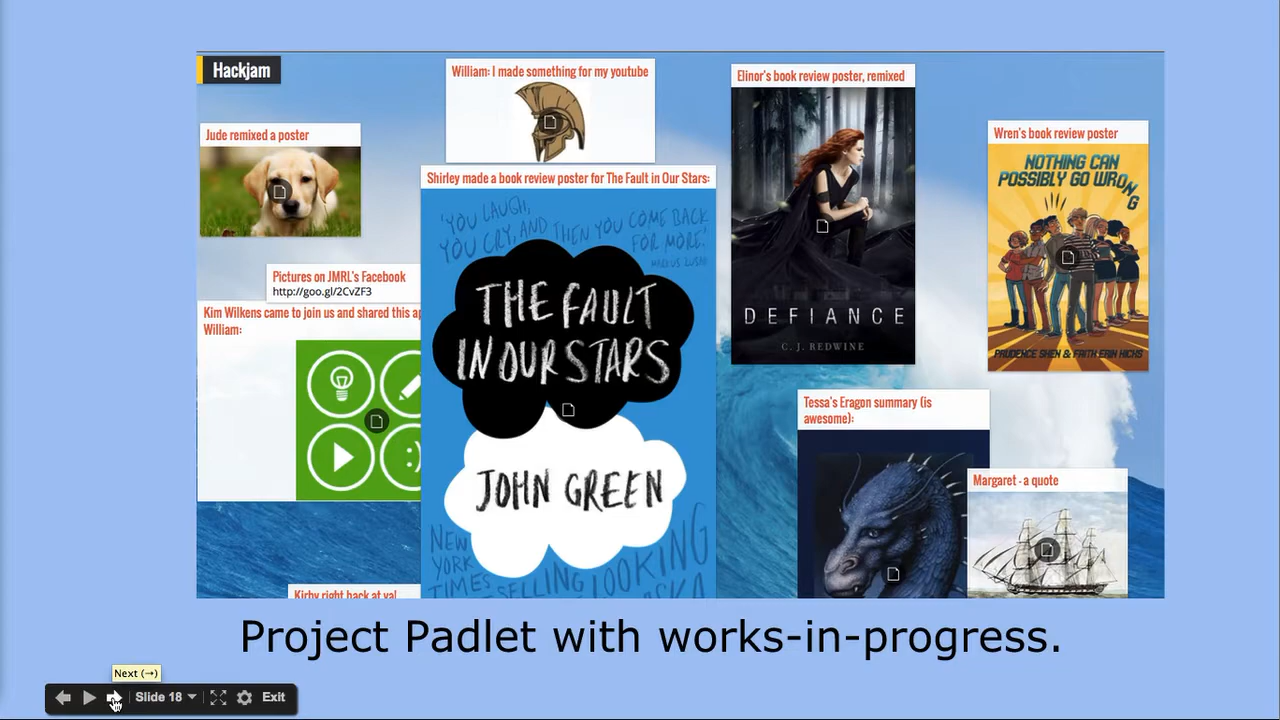 Hackjam
William: I made something for my youtube
Elinor's book review poster, remixed
Jude remixed a poster
Wren's book review poster
NOTHING CAN
POSSIBLY GO WRONG
PRUDENCE SHEN & FAITH ERIN HICKS
Shirley made a book review poster for The Fault in Our Stars:
'YOU LAUGH,
YOU CRY, AND THEN YOU COME BACK
FOR MORE.'
MARKUS ZUSAK
THE FAULT
IN OUR STARS
JOHN GREEN
NEW
YORK
TIMES
SELLING
LOOKING
DEFIANCE
C. J. REDWINE
Pictures on JMRL's Facebook
http://goo.gl/2CvZF3
Kim Wilkens came to join us and shared this ap
William:
:)
Tessa's Eragon summary (is
awesome):
Margaret - a quote
Kirby right back at ya!
Project Padlet with works-in-progress.
Next (→)
Slide 18
Exit